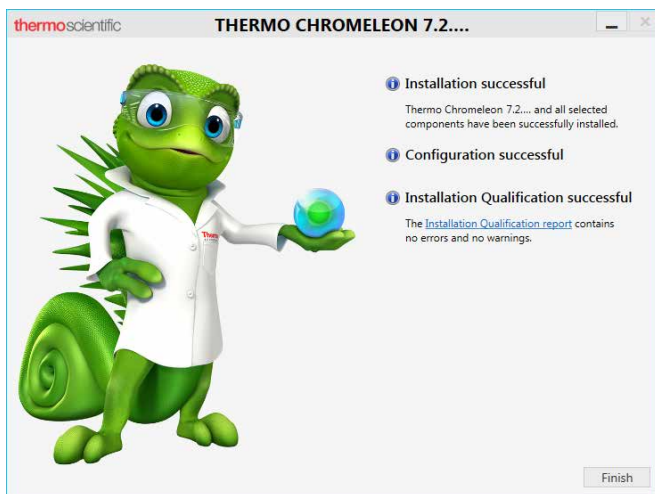 thermoscientific
THERMO CHROMELEON 7.2....
Installation successful
Thermo Chromeleon 7.2.... and all selected
components have been successfully installed.
Configuration successful
Installation Qualification successful
The Installation Qualification report contains
no errors and no warnings.
Thermo
Finish